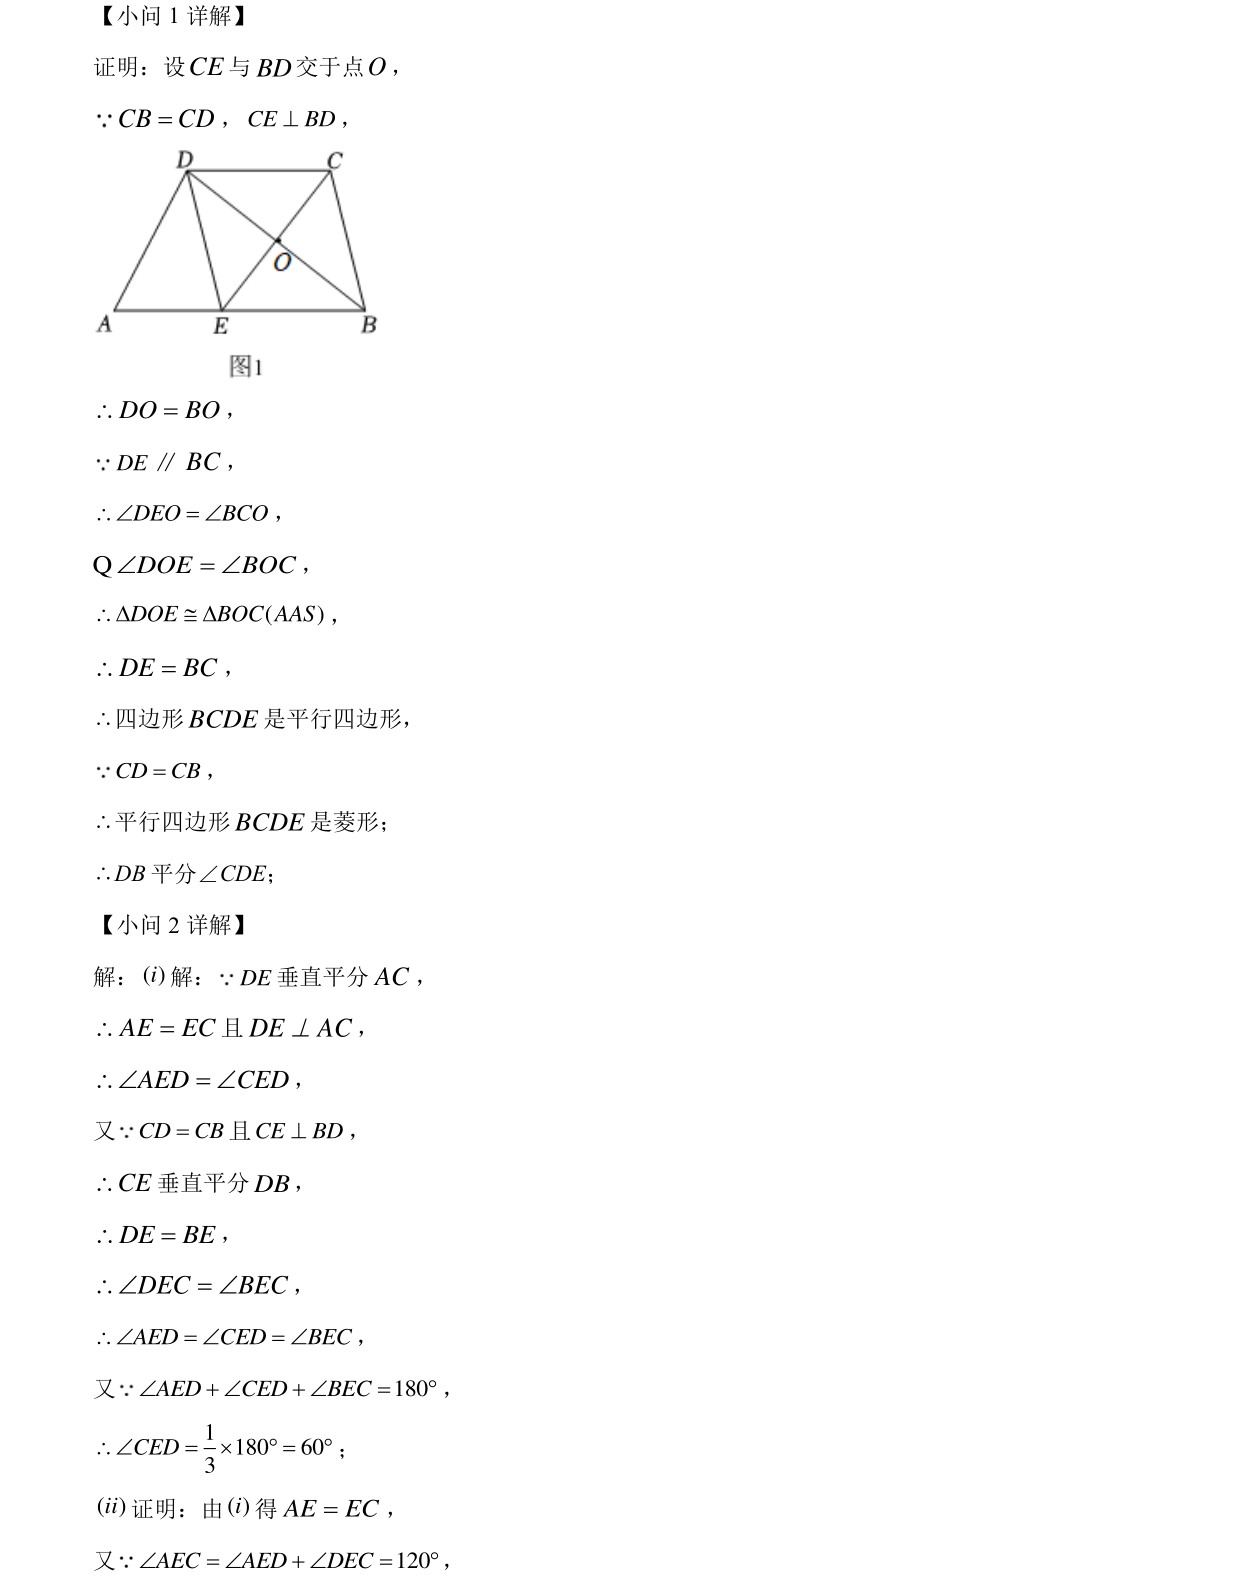 【小问 1 详解】
证明：设CE与BD交于点O，
∵CB=CD，CE⊥BD，
D C
O
A E B
图1
∴DO=BO，
∵DE∥BC，
∴∠DEO=∠BCO，
Q∠DOE=∠BOC，
∴ΔDOE≅ΔBOC(AAS)，
∴DE=BC，
∴四边形BCDE是平行四边形，
∵CD=CB，
∴平行四边形BCDE是菱形；
∴DB平分∠CDE；
【小问 2 详解】
解：(i)解：∵DE垂直平分AC，
∴AE=EC且DE⊥AC，
∴∠AED=∠CED，
又∵CD=CB且CE⊥BD，
∴CE垂直平分DB，
∴DE=BE，
∴∠DEC=∠BEC，
∴∠AED=∠CED=∠BEC，
又∵∠AED+∠CED+∠BEC=180°，
∴∠CED=1/3×180°=60°；
(ii)证明：由(i)得AE=EC，
又∵∠AEC=∠AED+∠DEC=120°，